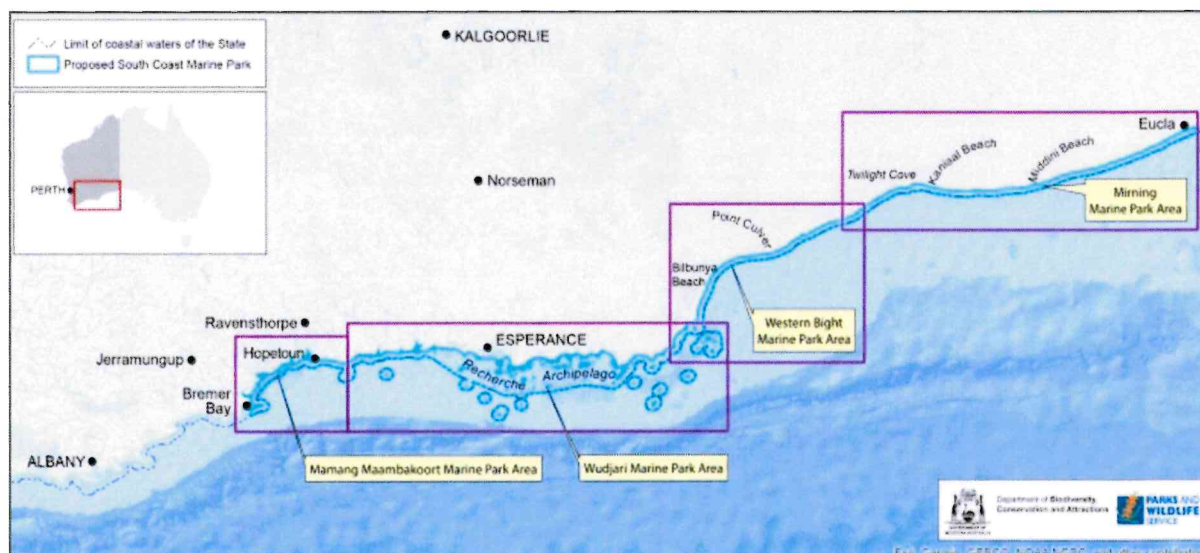 Limit of coastal waters of the State
Proposed South Coast Marine Park
KALGOORLIE
PERTH
Norseman
Eucla
Twilight Cove
Kaniaal Beach
Middini Beach
Mirning
Marine Park Area
Point Culver
Bilbunya
Beach
Western Bight
Marine Park Area
Ravensthorpe
ESPERANCE
Jerramungup
Hopetoun
Recherche Archipelago
Bremer
Bay
ALBANY
Mamang Maambakoort Marine Park Area
Wudjari Marine Park Area
Department of Biodiversity,
Conservation and Attractions
PARKS AND
WILDLIFE
SERVICE